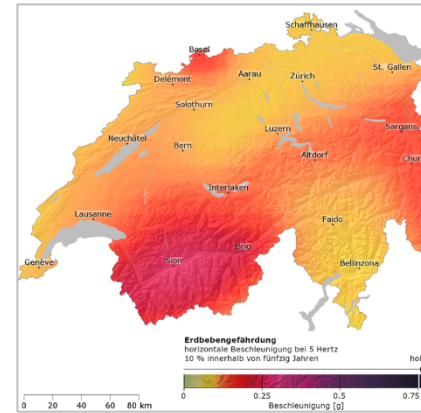 Schaffhausen
Basel
St. Gallen
Delémont
Aarau
Zürich
Solothurn
Neuchâtel
Luzern
Sargans
Bern
Altdorf
Chur
Interlaken
Lausanne
Faido
Brig
Sion
Genève
Bellinzona
Erdbebengefährdung
horizontale Beschleunigung bei 5 Hertz
10 % innerhalb von fünfzig Jahren
0 20 40 60 80 km
0 0.25 0.5 0.75
Beschleunigung [g]